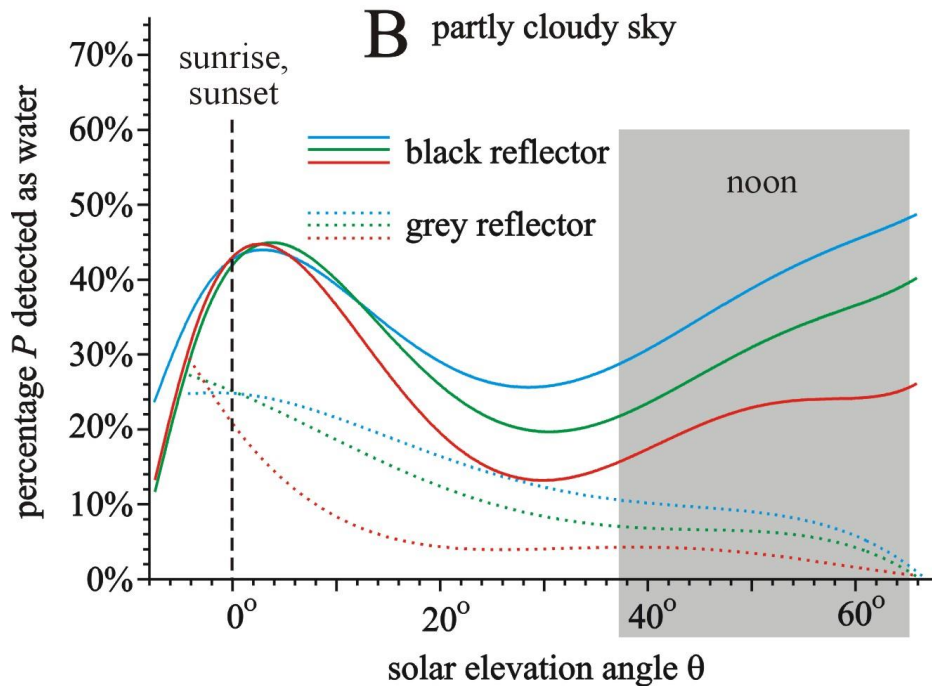 B partly cloudy sky
70%
60%
50%
40%
30%
20%
10%
0%
percentage P detected as water
sunrise,
sunset
black reflector
grey reflector
noon
0°
20°
40°
60°
solar elevation angle θ